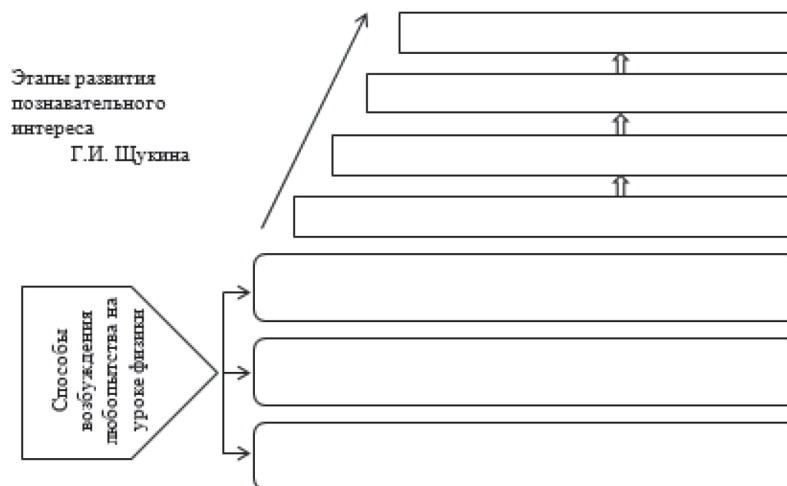 Этапы развития
познавательного
интереса
Г.И. Щукина
Способы
возбуждения
любопытства на
уроке физики